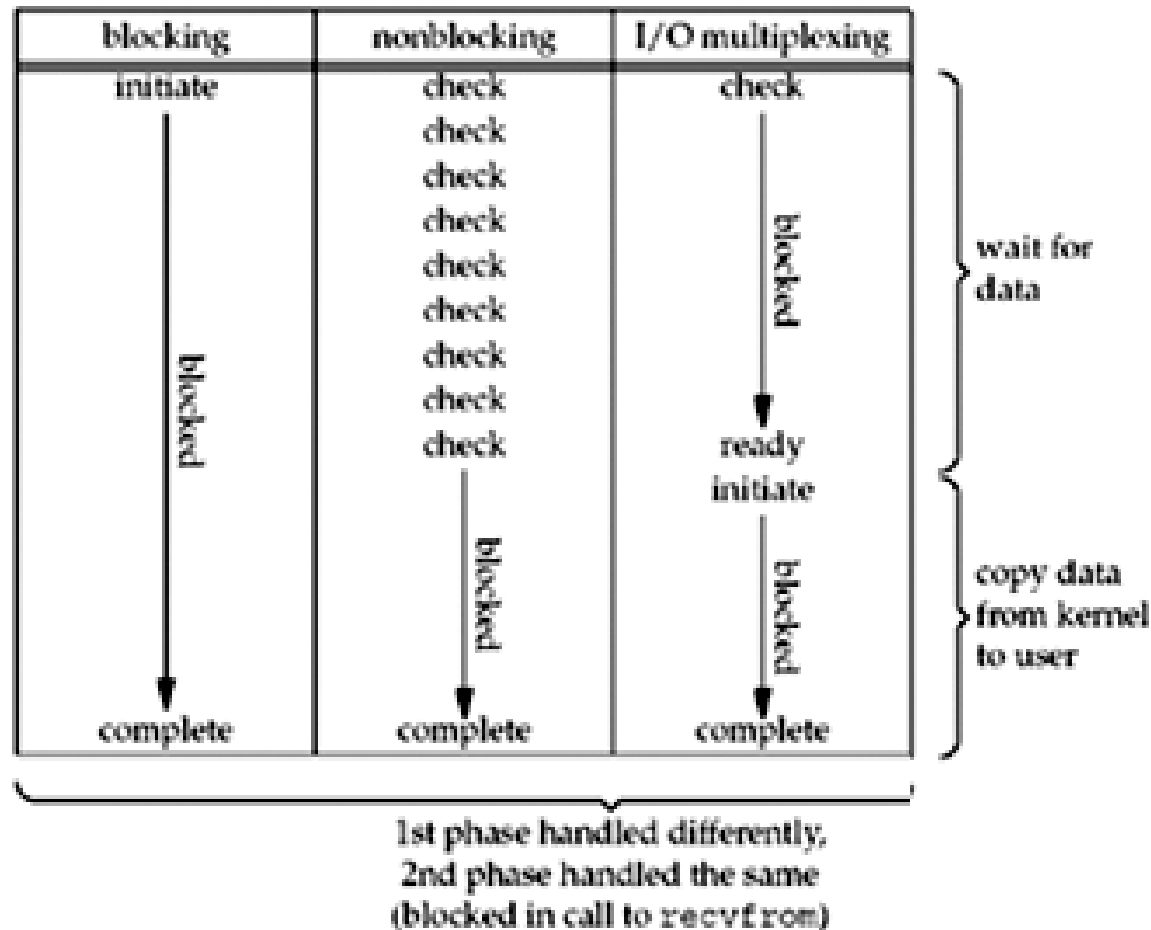 blocking
nonblocking
I/O multiplexing
initiate
check
check
check
check
check
check
check
check
check
check
blocked
blocked
ready
initiate
blocked
blocked
complete
complete
complete
wait for
data
copy data
from kernel
to user
1st phase handled differently,
2nd phase handled the same
(blocked in call to recvfrom)